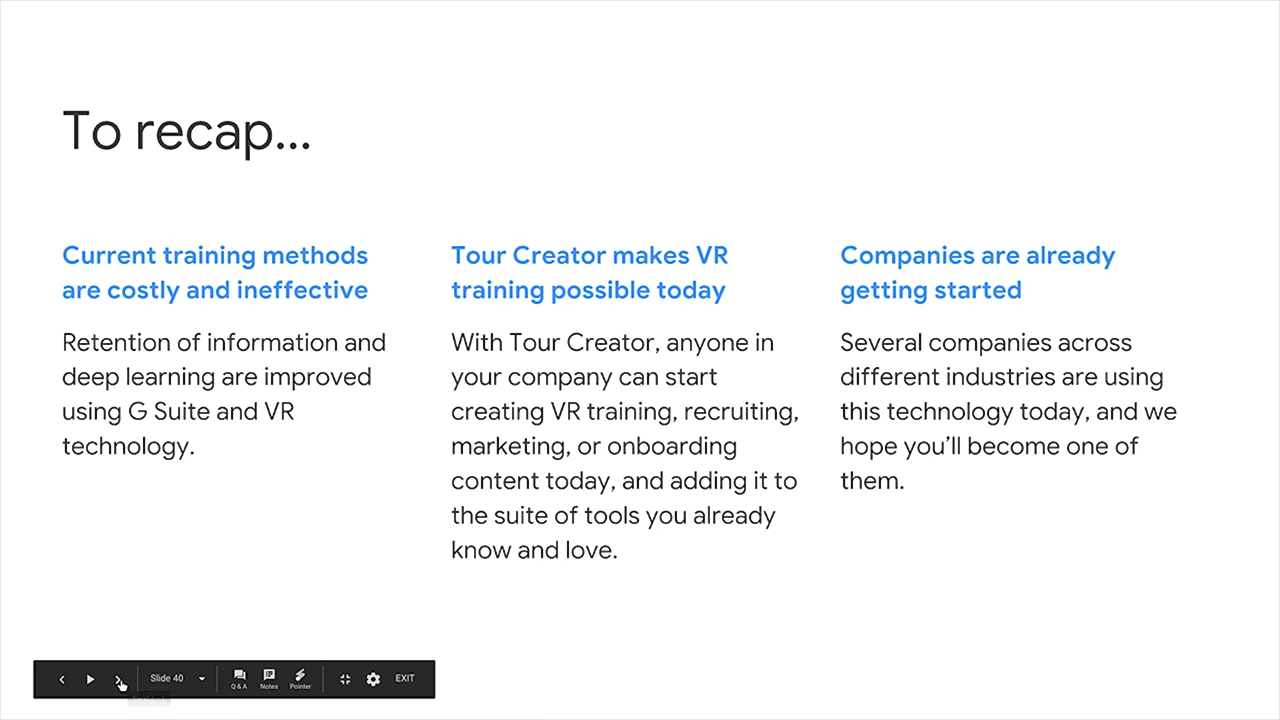 To recap...
Current training methods
are costly and ineffective
Retention of information and
deep learning are improved
using G Suite and VR
technology.
Tour Creator makes VR
training possible today
With Tour Creator, anyone in
your company can start
creating VR training, recruiting,
marketing, or onboarding
content today, and adding it to
the suite of tools you already
know and love.
Companies are already
getting started
Several companies across
different industries are using
this technology today, and we
hope you’ll become one of
them.
Slide 40
Q & A
Notes
Pointer
EXIT